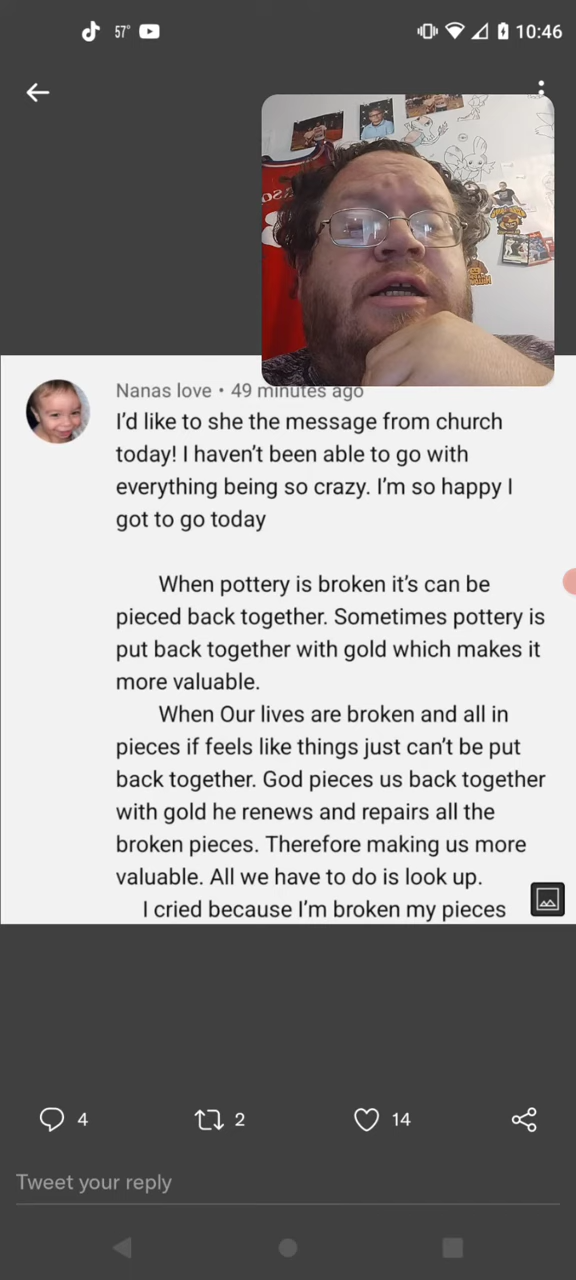 57°
10:46
Nanas love • 49 minutes ago
I'd like to she the message from church
today! I haven't been able to go with
everything being so crazy. I'm so happy I
got to go today
When pottery is broken it's can be
pieced back together. Sometimes pottery is
put back together with gold which makes it
more valuable.
When Our lives are broken and all in
pieces if feels like things just can't be put
back together. God pieces us back together
with gold he renews and repairs all the
broken pieces. Therefore making us more
valuable. All we have to do is look up.
I cried because I'm broken my pieces
4
2
14
Tweet your reply